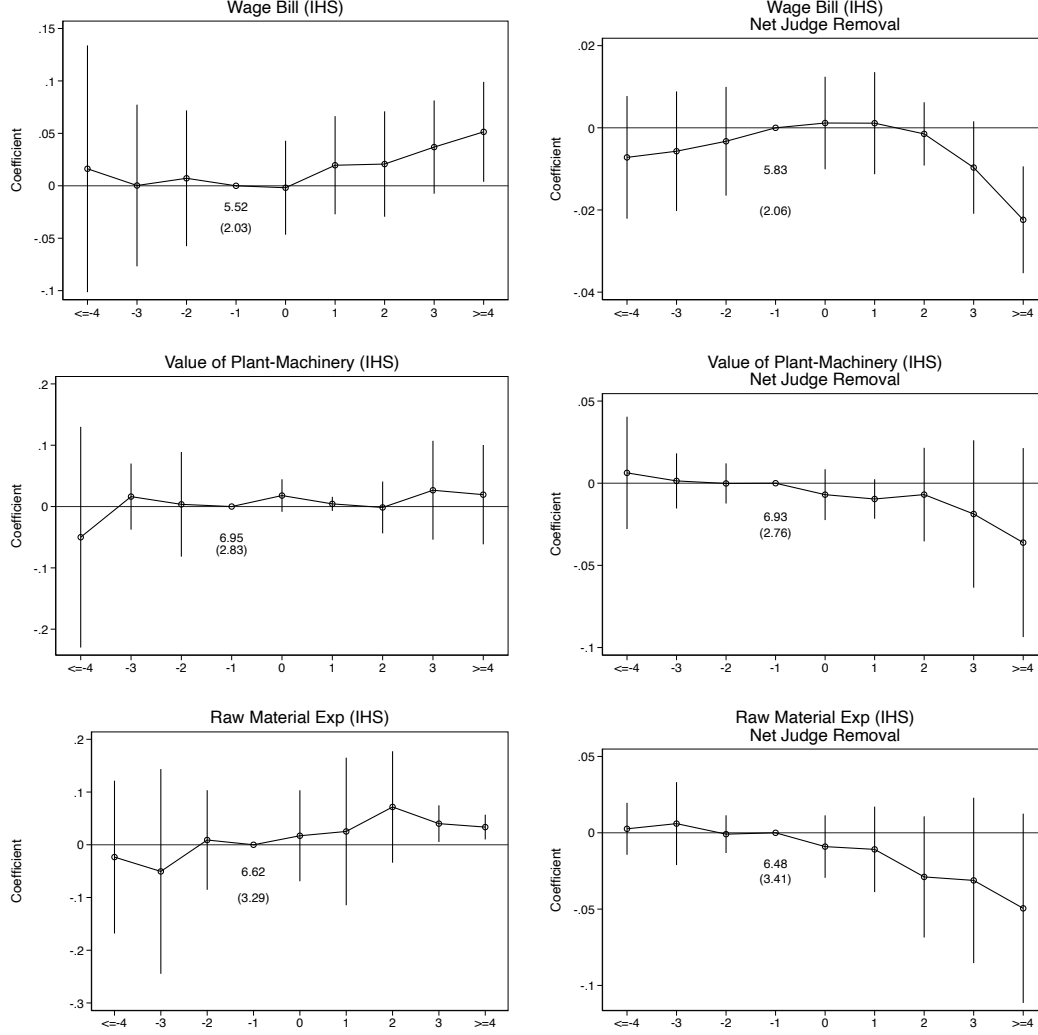 Wage Bill (IHS)
.15
.1
.05
0
-.05
-.1
Coefficient
5.52
(2.03)
<=-4 -3 -2 -1 0 1 2 3 >=4
Wage Bill (IHS)
Net Judge Removal
.02
0
-.02
-.04
Coefficient
5.83
(2.06)
<=-4 -3 -2 -1 0 1 2 3 >=4
Value of Plant-Machinery (IHS)
.2
.1
0
-.1
-.2
Coefficient
6.95
(2.83)
<=-4 -3 -2 -1 0 1 2 3 >=4
Value of Plant-Machinery (IHS)
Net Judge Removal
.05
0
-.05
-.1
Coefficient
6.93
(2.76)
<=-4 -3 -2 -1 0 1 2 3 >=4
Raw Material Exp (IHS)
.2
.1
0
-.1
-.2
-.3
Coefficient
6.62
(3.29)
<=-4 -3 -2 -1 0 1 2 3 >=4
Raw Material Exp (IHS)
Net Judge Removal
.05
0
-.05
-.1
Coefficient
6.48
(3.41)
<=-4 -3 -2 -1 0 1 2 3 >=4